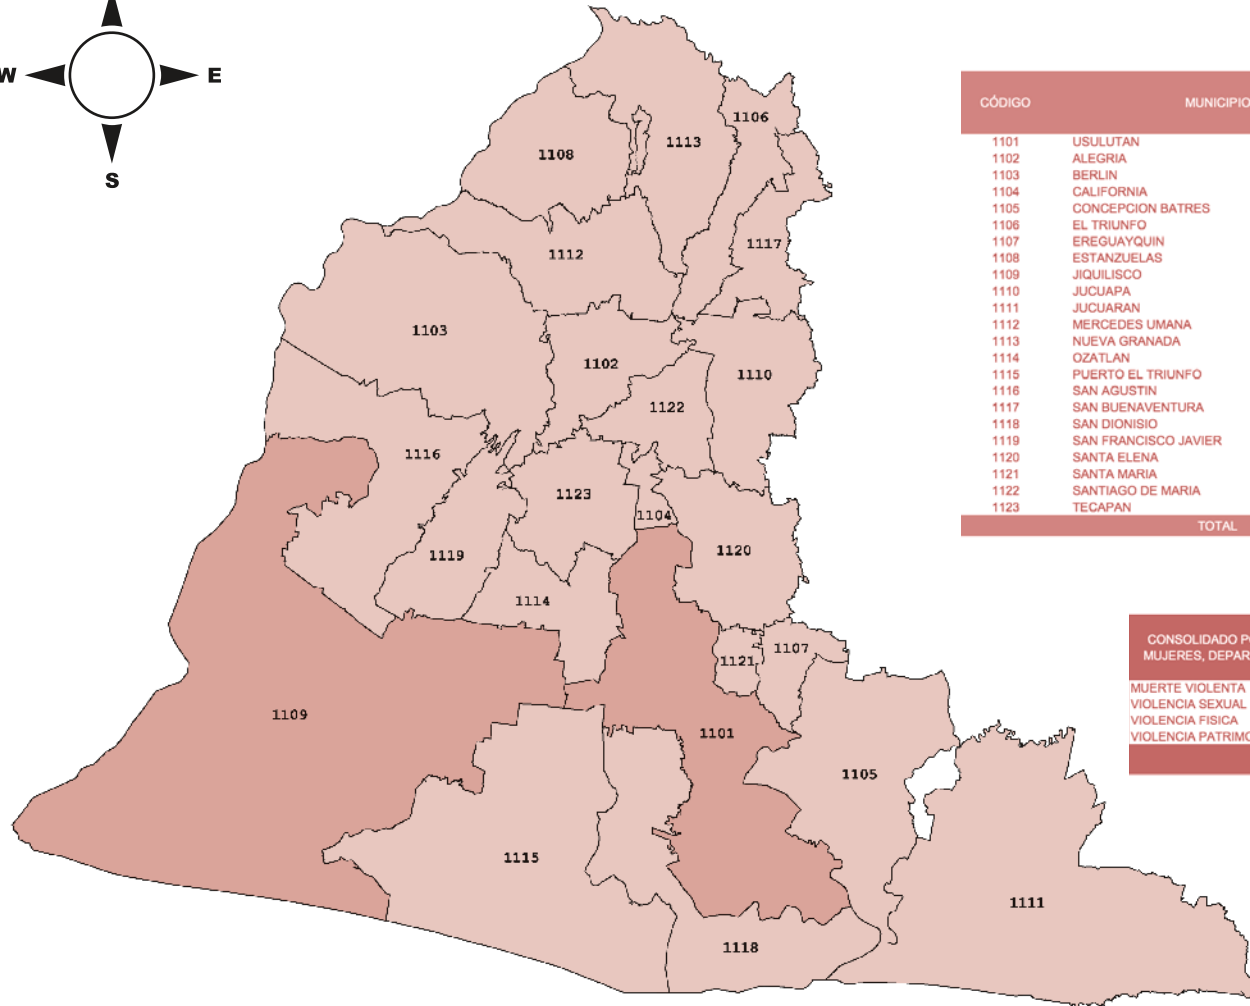 W E
S
1106
1113
1108
1117
1112
1103
1102
1110
1122
1116
1123
1104
1120
1119
1114
1107
1121
1109
1101
1105
1115
1111
1118
CÓDIGO MUNICIPIO
1101 USULUTAN
1102 ALEGRIA
1103 BERLIN
1104 CALIFORNIA
1105 CONCEPCION BATRES
1106 EL TRIUNFO
1107 EREGUAYQUIN
1108 ESTANZUELAS
1109 JIQUILISCO
1110 JUCUAPA
1111 JUCUARAN
1112 MERCEDES UMANA
1113 NUEVA GRANADA
1114 OZATLAN
1115 PUERTO EL TRIUNFO
1116 SAN AGUSTIN
1117 SAN BUENAVENTURA
1118 SAN DIONISIO
1119 SAN FRANCISCO JAVIER
1120 SANTA ELENA
1121 SANTA MARIA
1122 SANTIAGO DE MARIA
1123 TECAPAN
TOTAL
CONSOLIDADO
MUJERES,
MUERTE VIOLENTA
VIOLENCIA SEXUAL
VIOLENCIA FISICA
VIOLENCIA